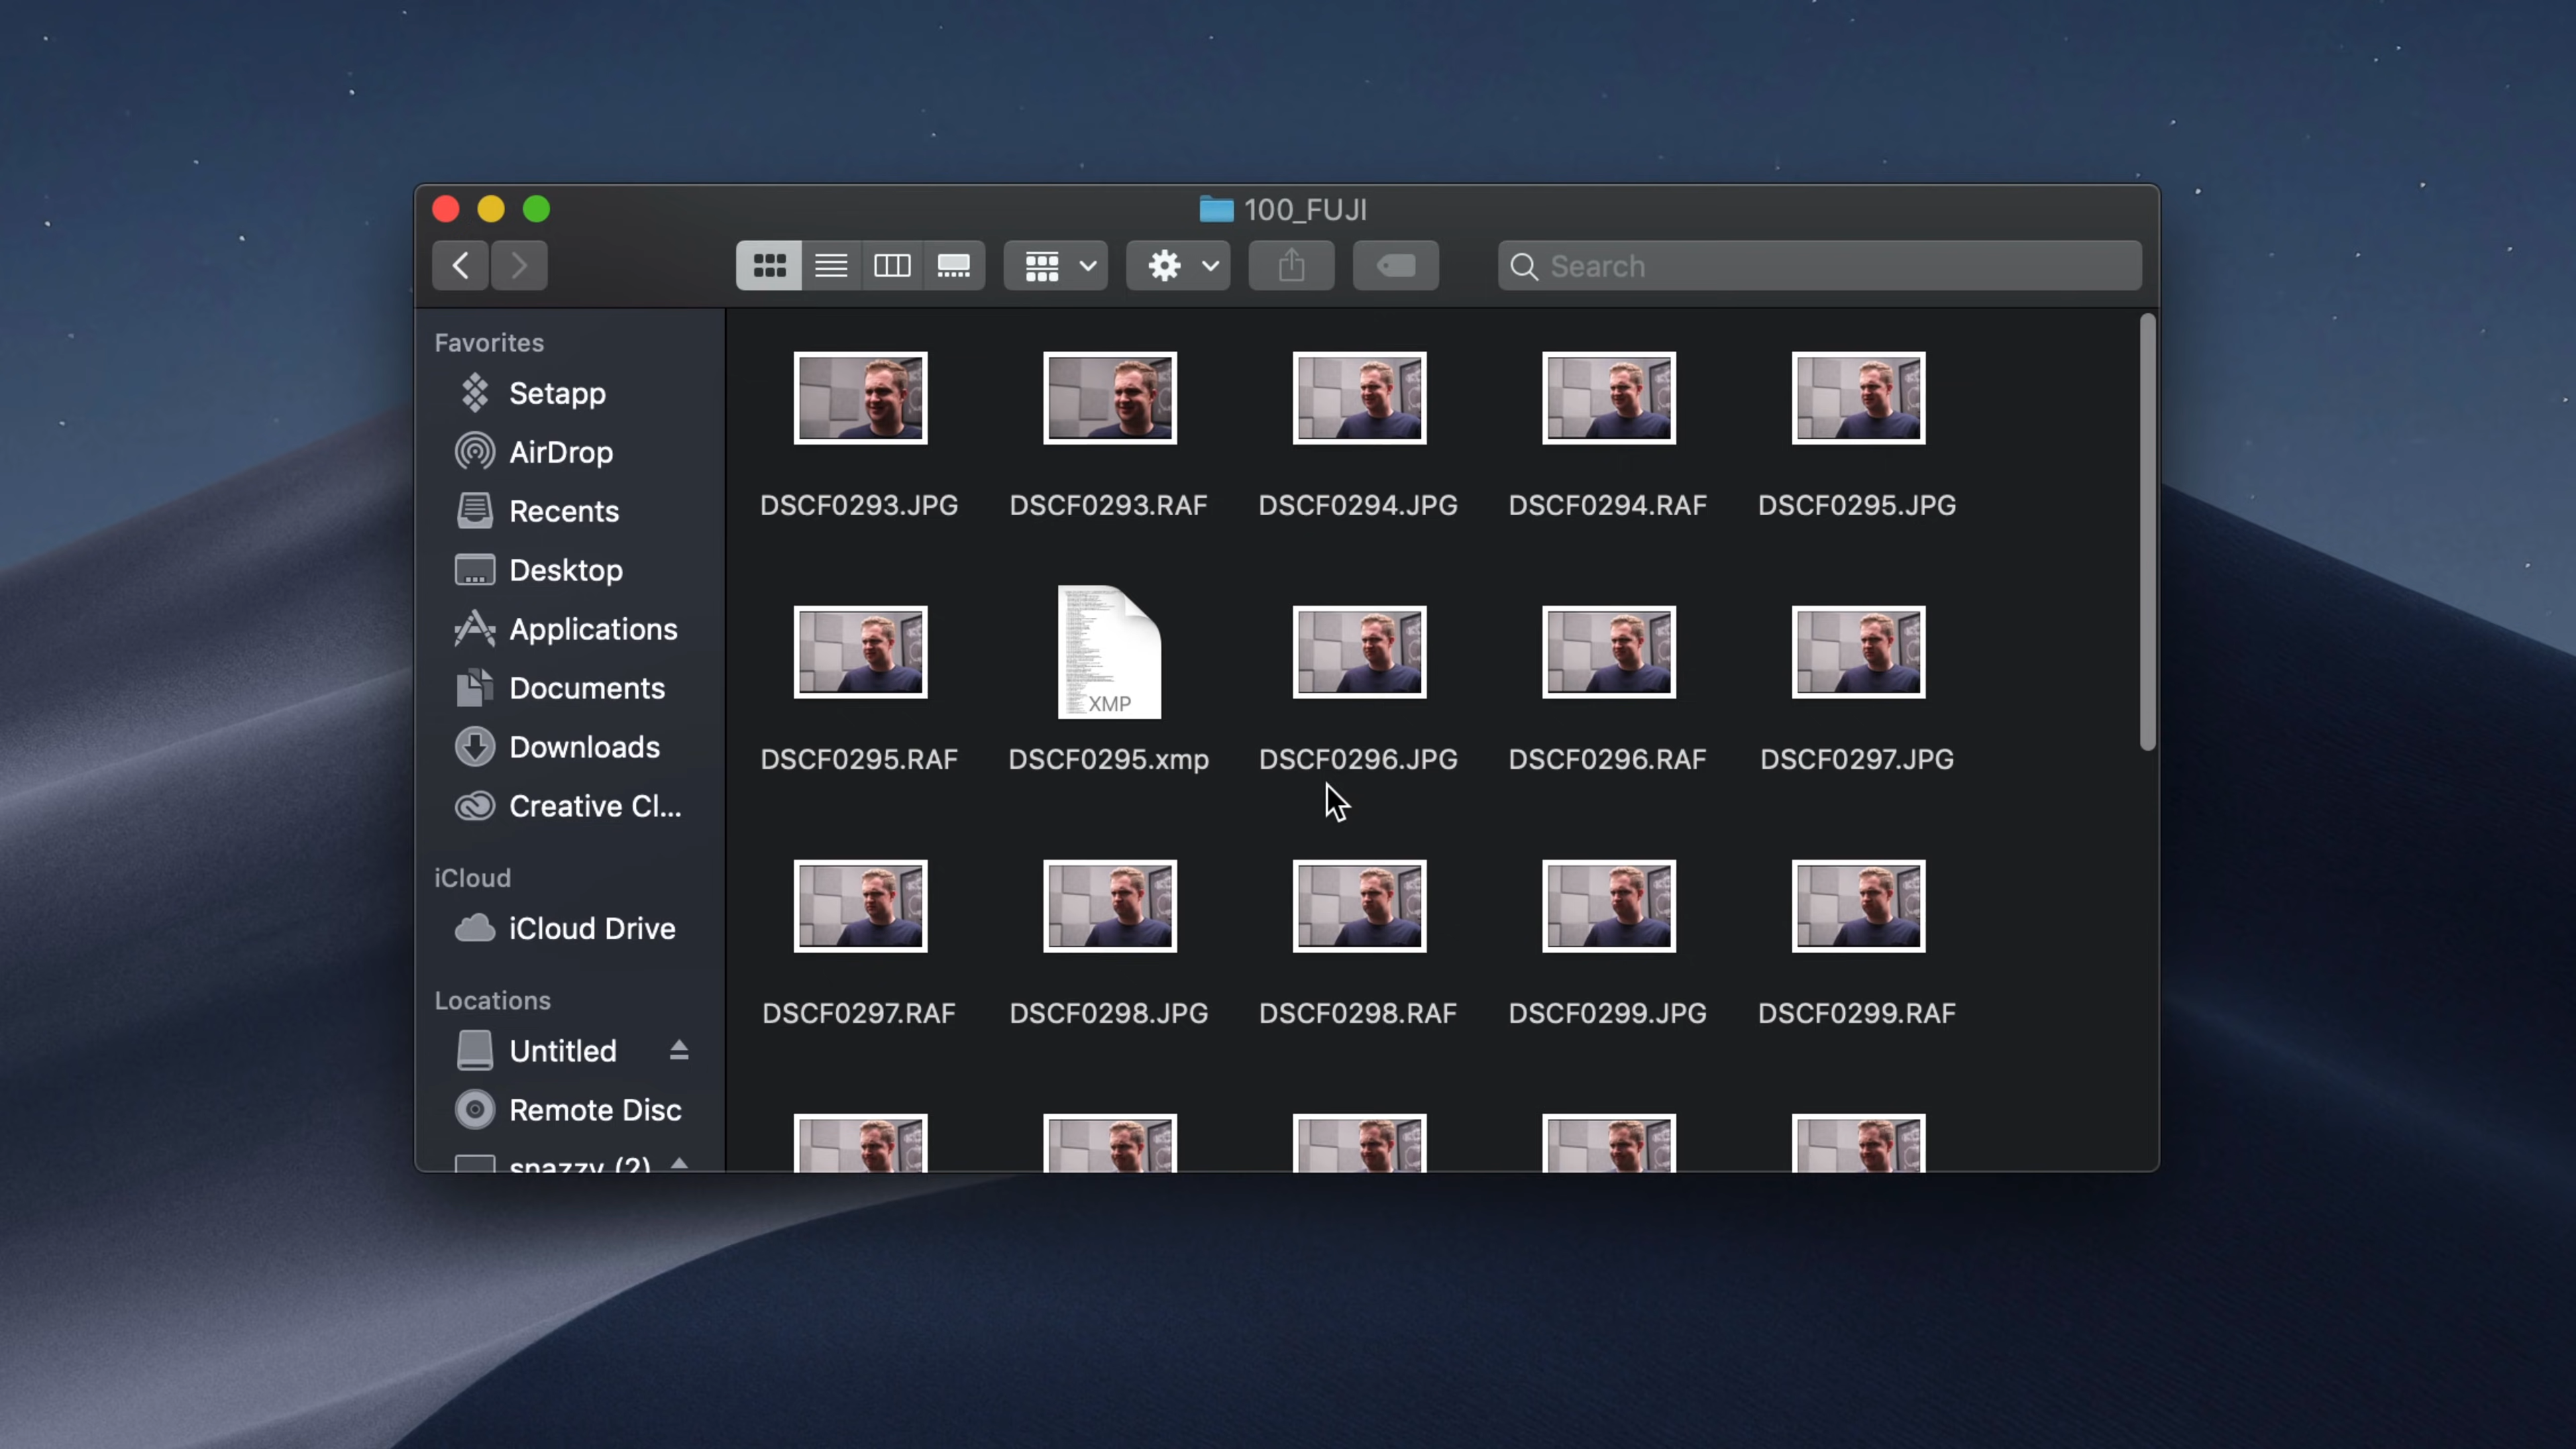 100_FUJI
Search
Favorites
Setapp
AirDrop
Recents
Desktop
Applications
Documents
Downloads
Creative Cl...
iCloud
iCloud Drive
Locations
Untitled
Remote Disc
snazzy (2)
DSCF0293.JPG DSCF0293.RAF DSCF0294.JPG DSCF0294.RAF DSCF0295.JPG
XMP
DSCF0295.RAF DSCF0295.xmp DSCF0296.JPG DSCF0296.RAF DSCF0297.JPG
DSCF0297.RAF DSCF0298.JPG DSCF0298.RAF DSCF0299.JPG DSCF0299.RAF